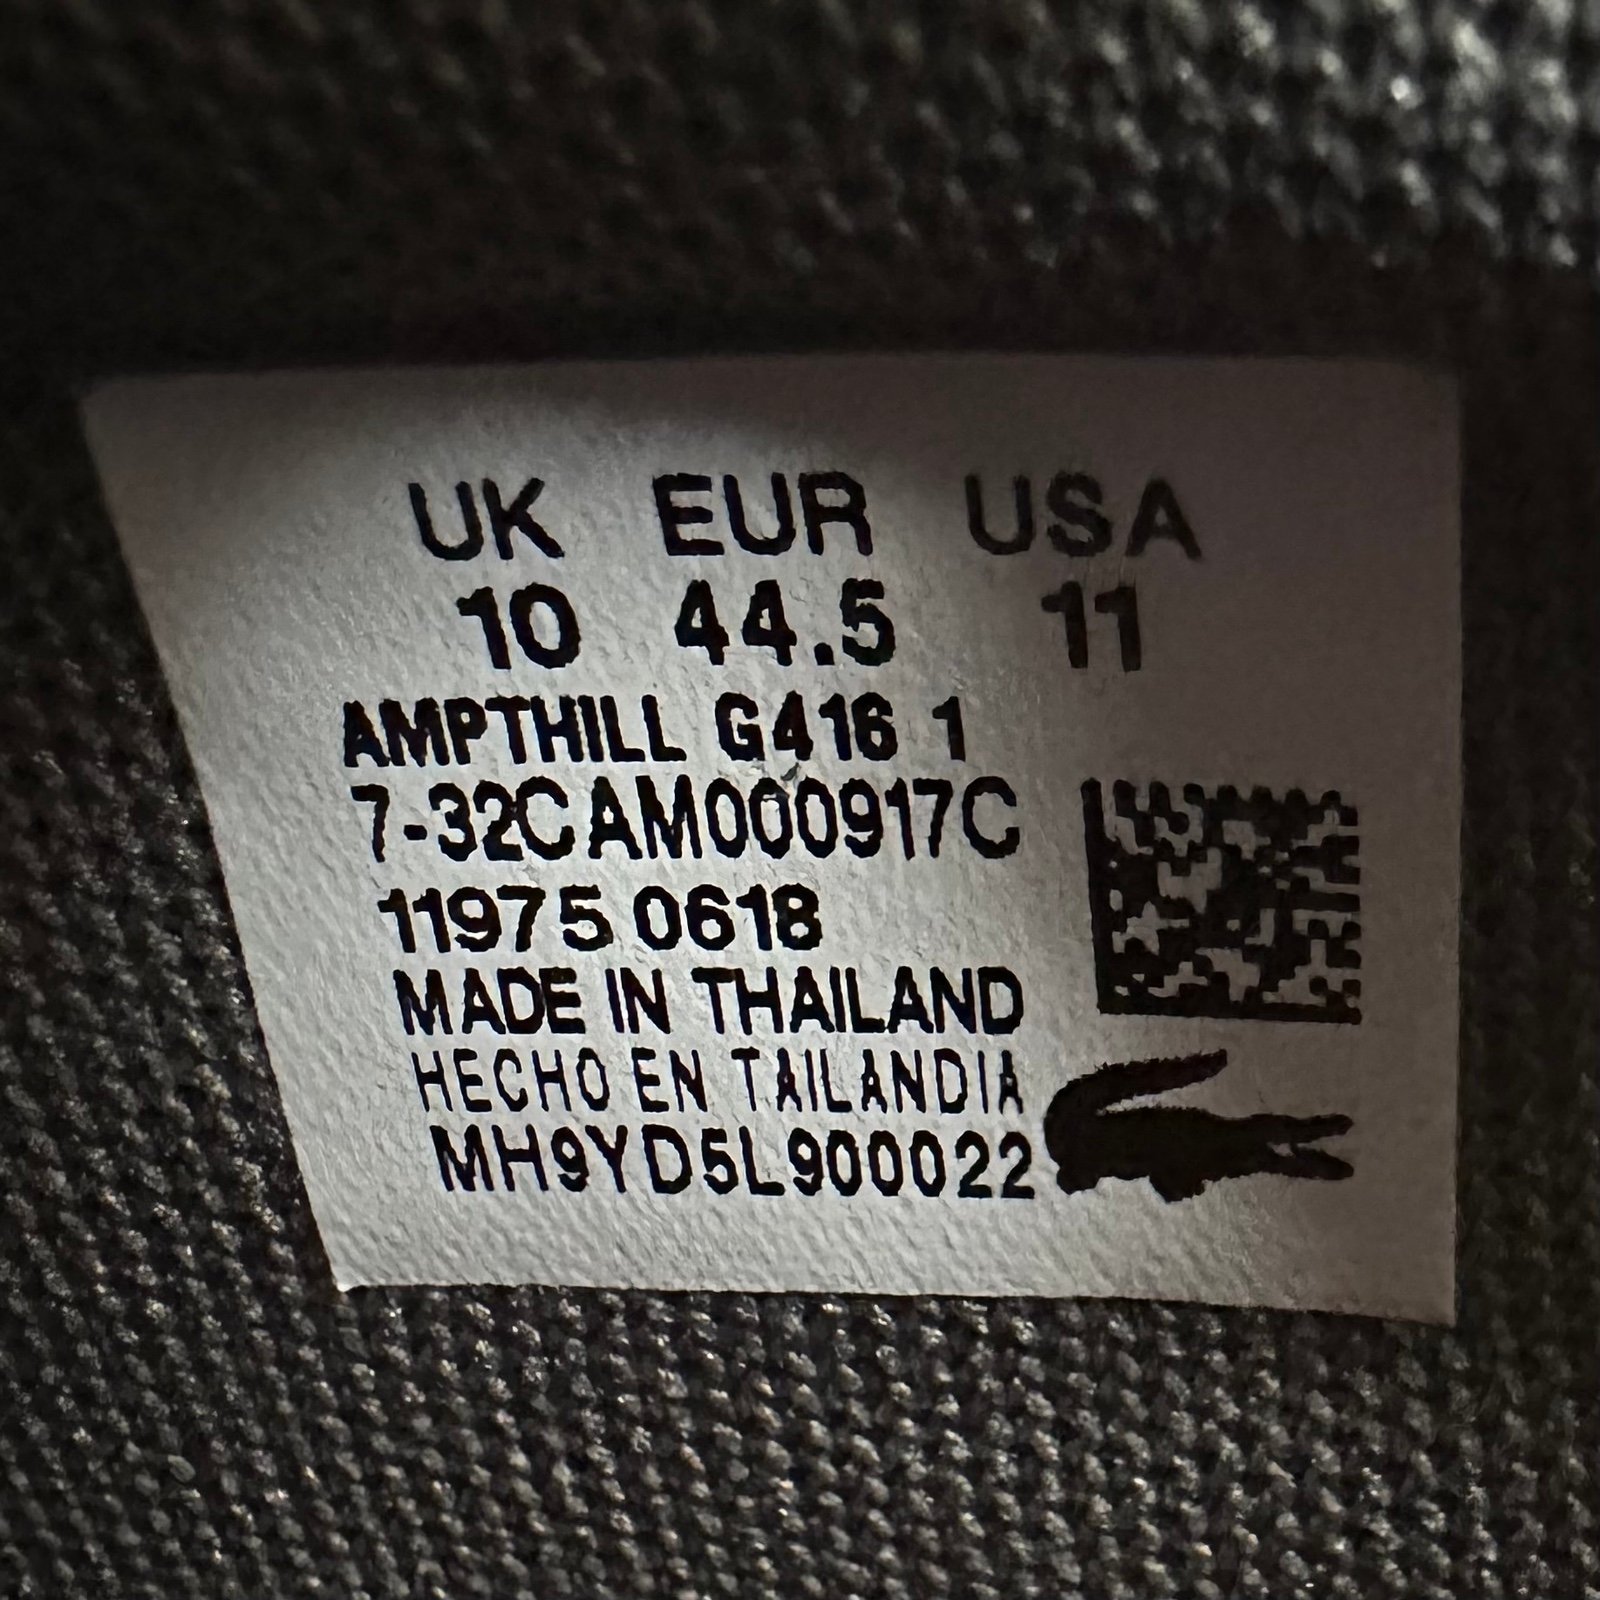 UK EUR USA
10 44.5 11
AMPTHILL G416 1
7-32CAM000917C
11975 0618
MADE IN THAILAND
HECHO EN TAILANDIA
MH9YD5L900022